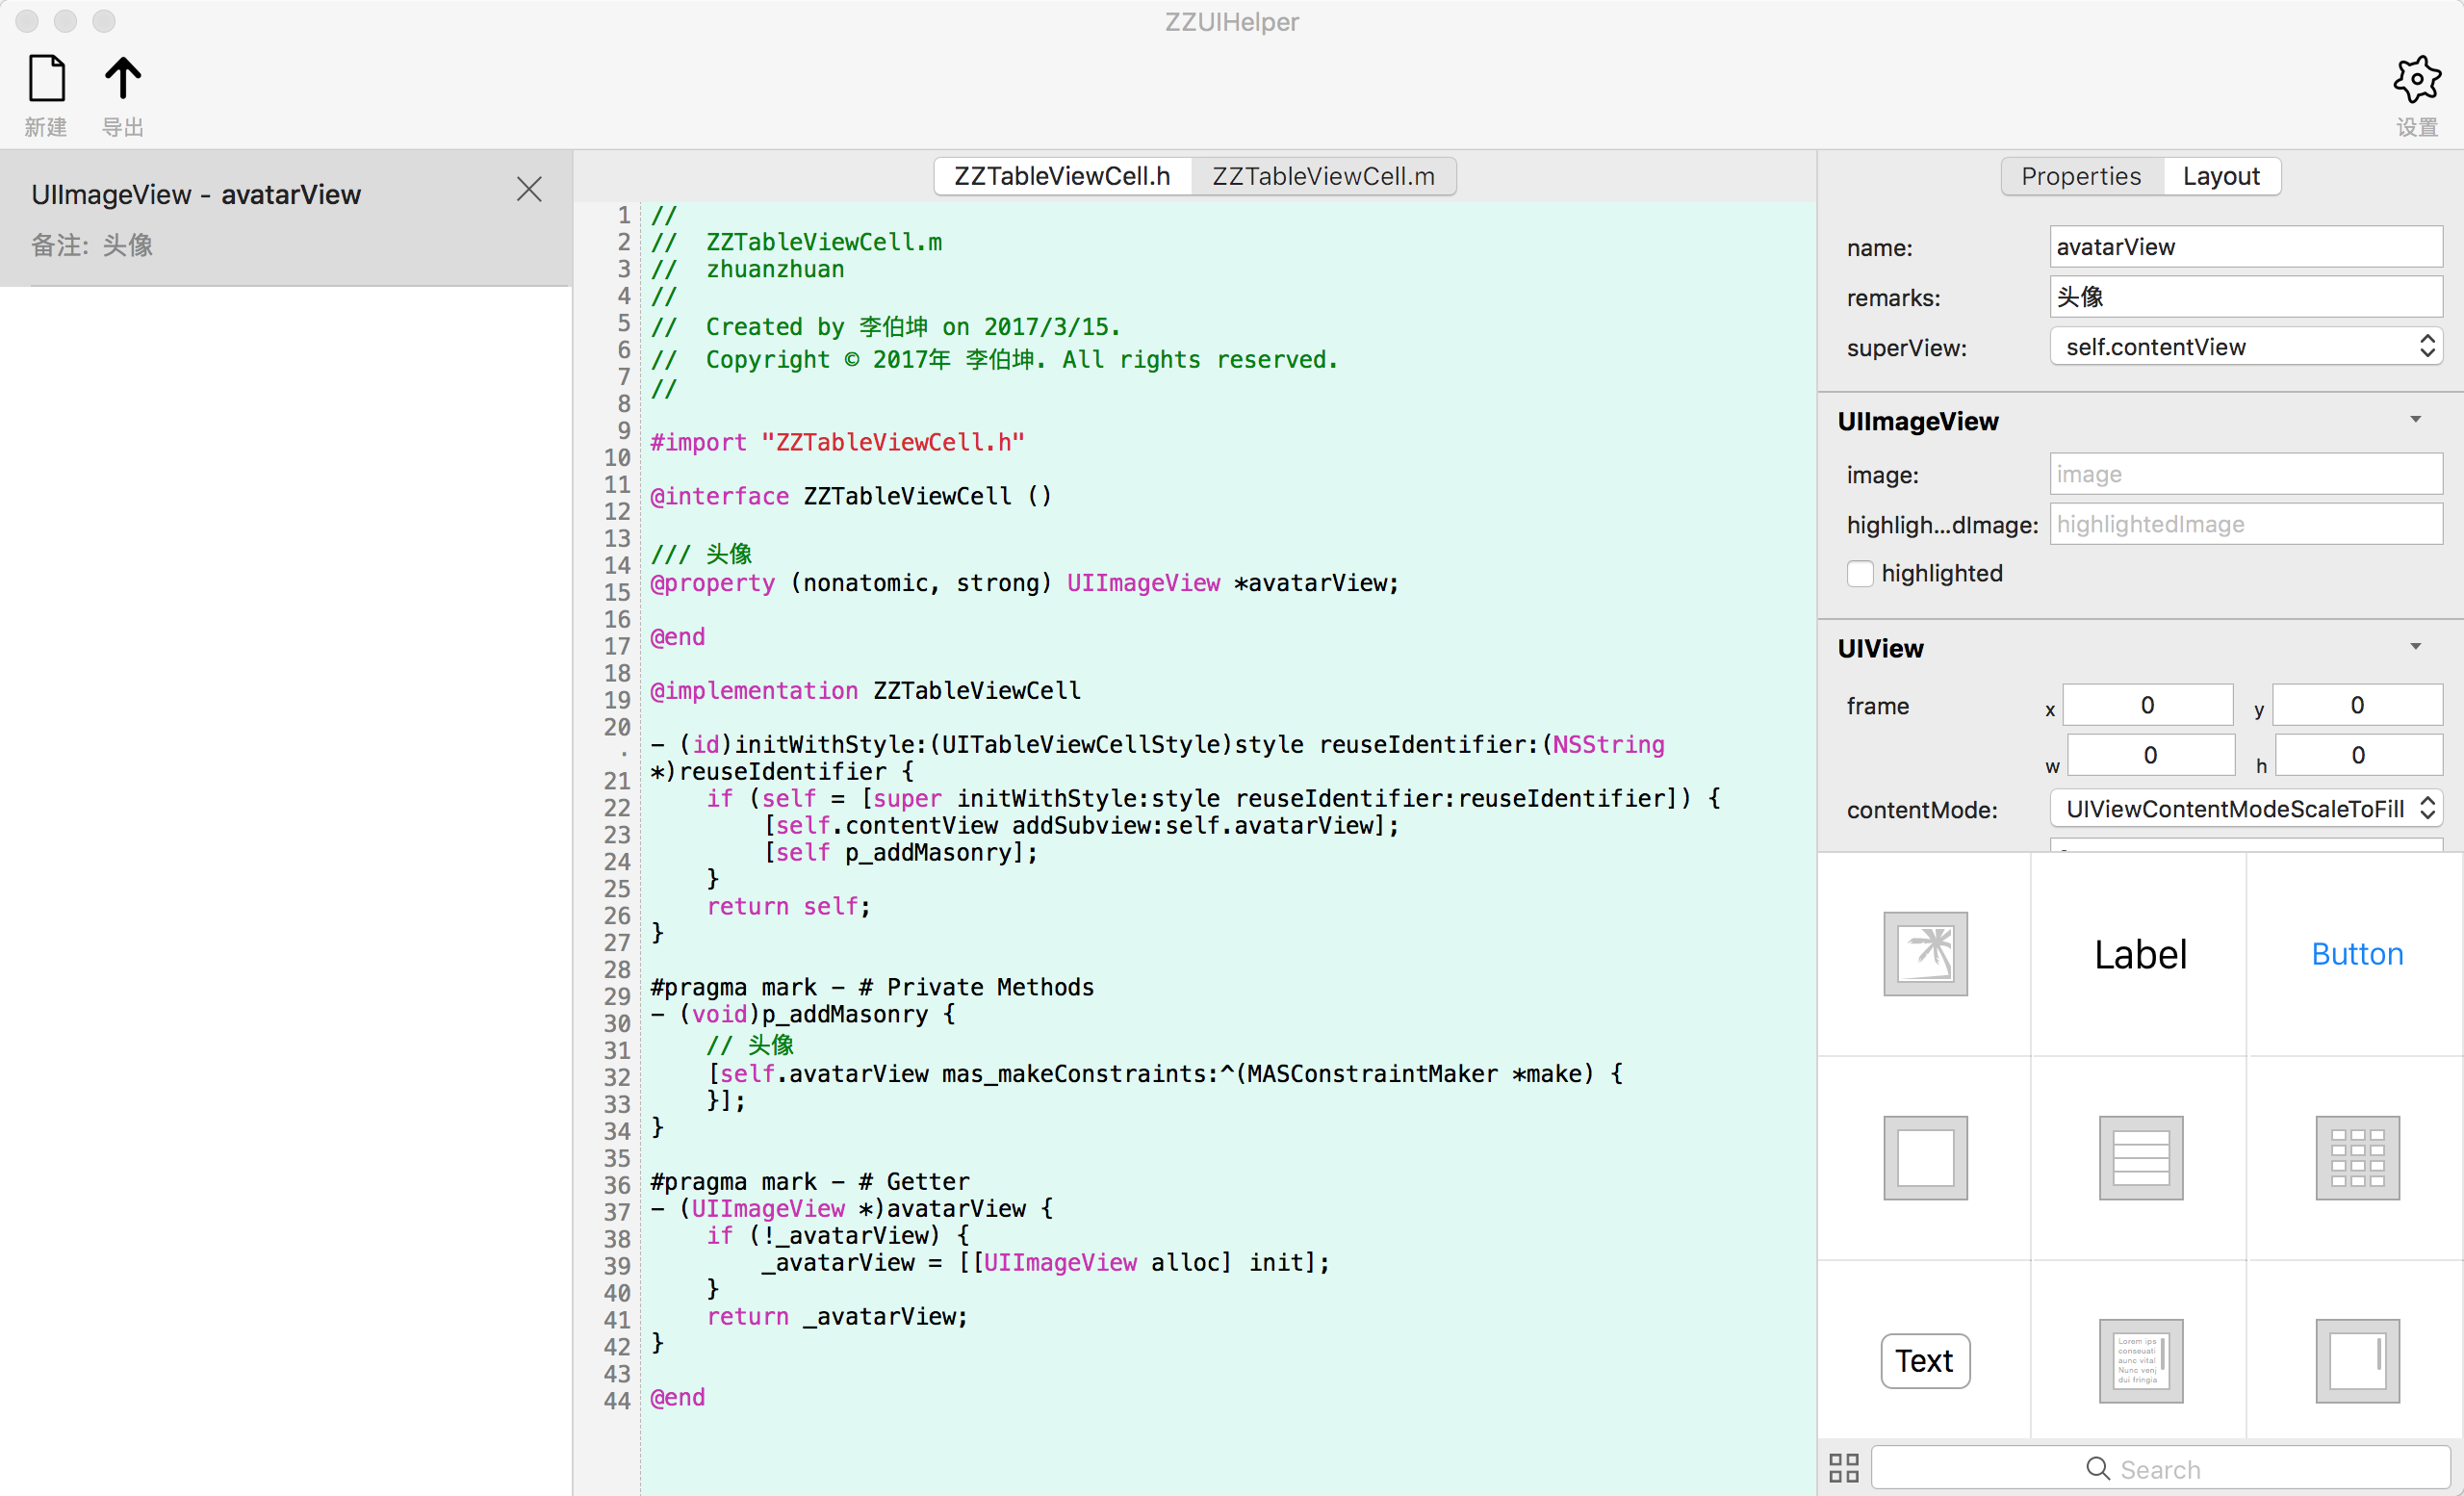 ZZUIHelper
新建
导出
设置
UIImageView - avatarView
备注: 头像
ZZTableViewCell.h
ZZTableViewCell.m
1 //
2 //  ZZTableViewCell.m
3 //  zhuanzhuan
4 //
5 //  Created by 李伯坤 on 2017/3/15.
6 //  Copyright © 2017年 李伯坤. All rights reserved.
7 //
8
9 #import "ZZTableViewCell.h"
10
11 @interface ZZTableViewCell ()
12
13 /// 头像
14 @property (nonatomic, strong) UIImageView *avatarView;
15
16 @end
17
18 @implementation ZZTableViewCell
19
20 - (id)initWithStyle:(UITableViewCellStyle)style reuseIdentifier:(NSString
· *)reuseIdentifier {
21     if (self = [super initWithStyle:style reuseIdentifier:reuseIdentifier]) {
22         [self.contentView addSubview:self.avatarView];
23         [self p_addMasonry];
24     }
25     return self;
26 }
27
28 #pragma mark - # Private Methods
29 - (void)p_addMasonry {
30     // 头像
31     [self.avatarView mas_makeConstraints:^(MASConstraintMaker *make) {
32     }];
33 }
34
35 #pragma mark - # Getter
36 - (UIImageView *)avatarView {
37     if (!_avatarView) {
38         _avatarView = [[UIImageView alloc] init];
39     }
40     return _avatarView;
41 }
42
43 @end
44
Properties
Layout
name: avatarView
remarks: 头像
superView: self.contentView
UIImageView
image: image
highligh...dImage: highlightedImage
highlighted
UIView
frame x 0 y 0
w 0 h 0
contentMode: UIViewContentModeScaleToFill
Label
Button
Text
Lorem ips
conseuati
aunc vital
Nunc venj
dui fringia
Search